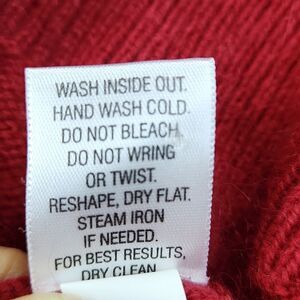 WASH INSIDE OUT.
HAND WASH COLD.
DO NOT BLEACH.
DO NOT WRING
OR TWIST.
RESHAPE, DRY FLAT.
STEAM IRON
IF NEEDED.
FOR BEST RESULTS,
DRY CLEAN